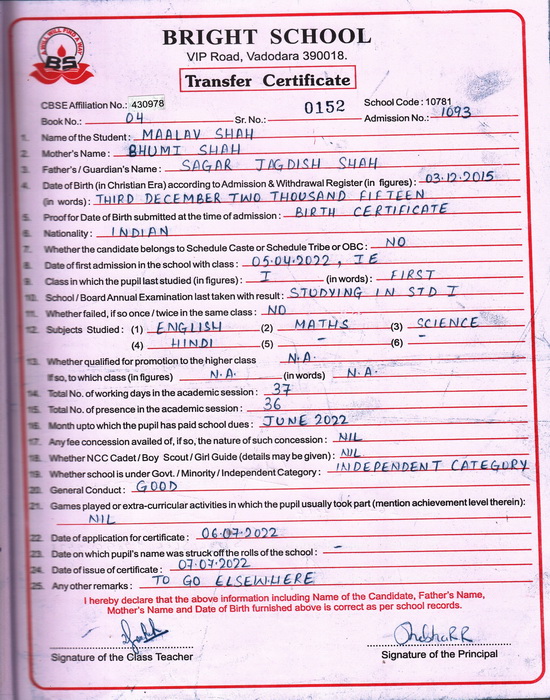 A BALL WILL FIND A WAY
BS
BRIGHT SCHOOL
VIP Road, Vadodara 390018.
Transfer Certificate
CBSE Affiliation No.: 430978 0152 School Code : 10781
Book No.: 04 Sr. No.: Admission No.: 1093
1. Name of the Student : MAALAV SHAH
2. Mother's Name : BHUMI SHAH
3. Father's / Guardian's Name : SAGAR JAGDISH SHAH
4. Date of Birth (in Christian Era) according to Admission & Withdrawal Register (in figures) : 03.12.2015
(in words) : THIRD DECEMBER TWO THOUSAND FIFTEEN
5. Proof for Date of Birth submitted at the time of admission : BIRTH CERTIFICATE
6. Nationality : INDIAN
7. Whether the candidate belongs to Schedule Caste or Schedule Tribe or OBC : NO
8. Date of first admission in the school with class : 05.04.2022, I E
9. Class in which the pupil last studied (in figures) : I (in words) : FIRST
10. School / Board Annual Examination last taken with result : STUDYING IN STD I
11. Whether failed, if so once / twice in the same class : NO
12. Subjects Studied : (1) ENGLISH (2) MATHS (3) SCIENCE
(4) HINDI (5) - (6) -
13. Whether qualified for promotion to the higher class N.A.
If so, to which class (in figures) N.A. (in words) N.A.
14. Total No. of working days in the academic session : 37
15. Total No. of presence in the academic session : 36
16. Month upto which the pupil has paid school dues : JUNE 2022
17. Any fee concession availed of, if so, the nature of such concession : NIL
18. Whether NCC Cadet / Boy Scout / Girl Guide (details may be given) : NIL
19. Whether school is under Govt. / Minority / Independent Category : INDEPENDENT CATEGORY
20. General Conduct : GOOD
21. Games played or extra-curricular activities in which the pupil usually took part (mention achievement level therein) :
NIL
22. Date of application for certificate : 06.07.2022
23. Date on which pupil's name was struck off the rolls of the school : -
24. Date of issue of certificate : 07.07.2022
25. Any other remarks : TO GO ELSEWHERE
I hereby declare that the above information including Name of the Candidate, Father's Name,
Mother's Name and Date of Birth furnished above is correct as per school records.
Signature of the Class Teacher Signature of the Principal